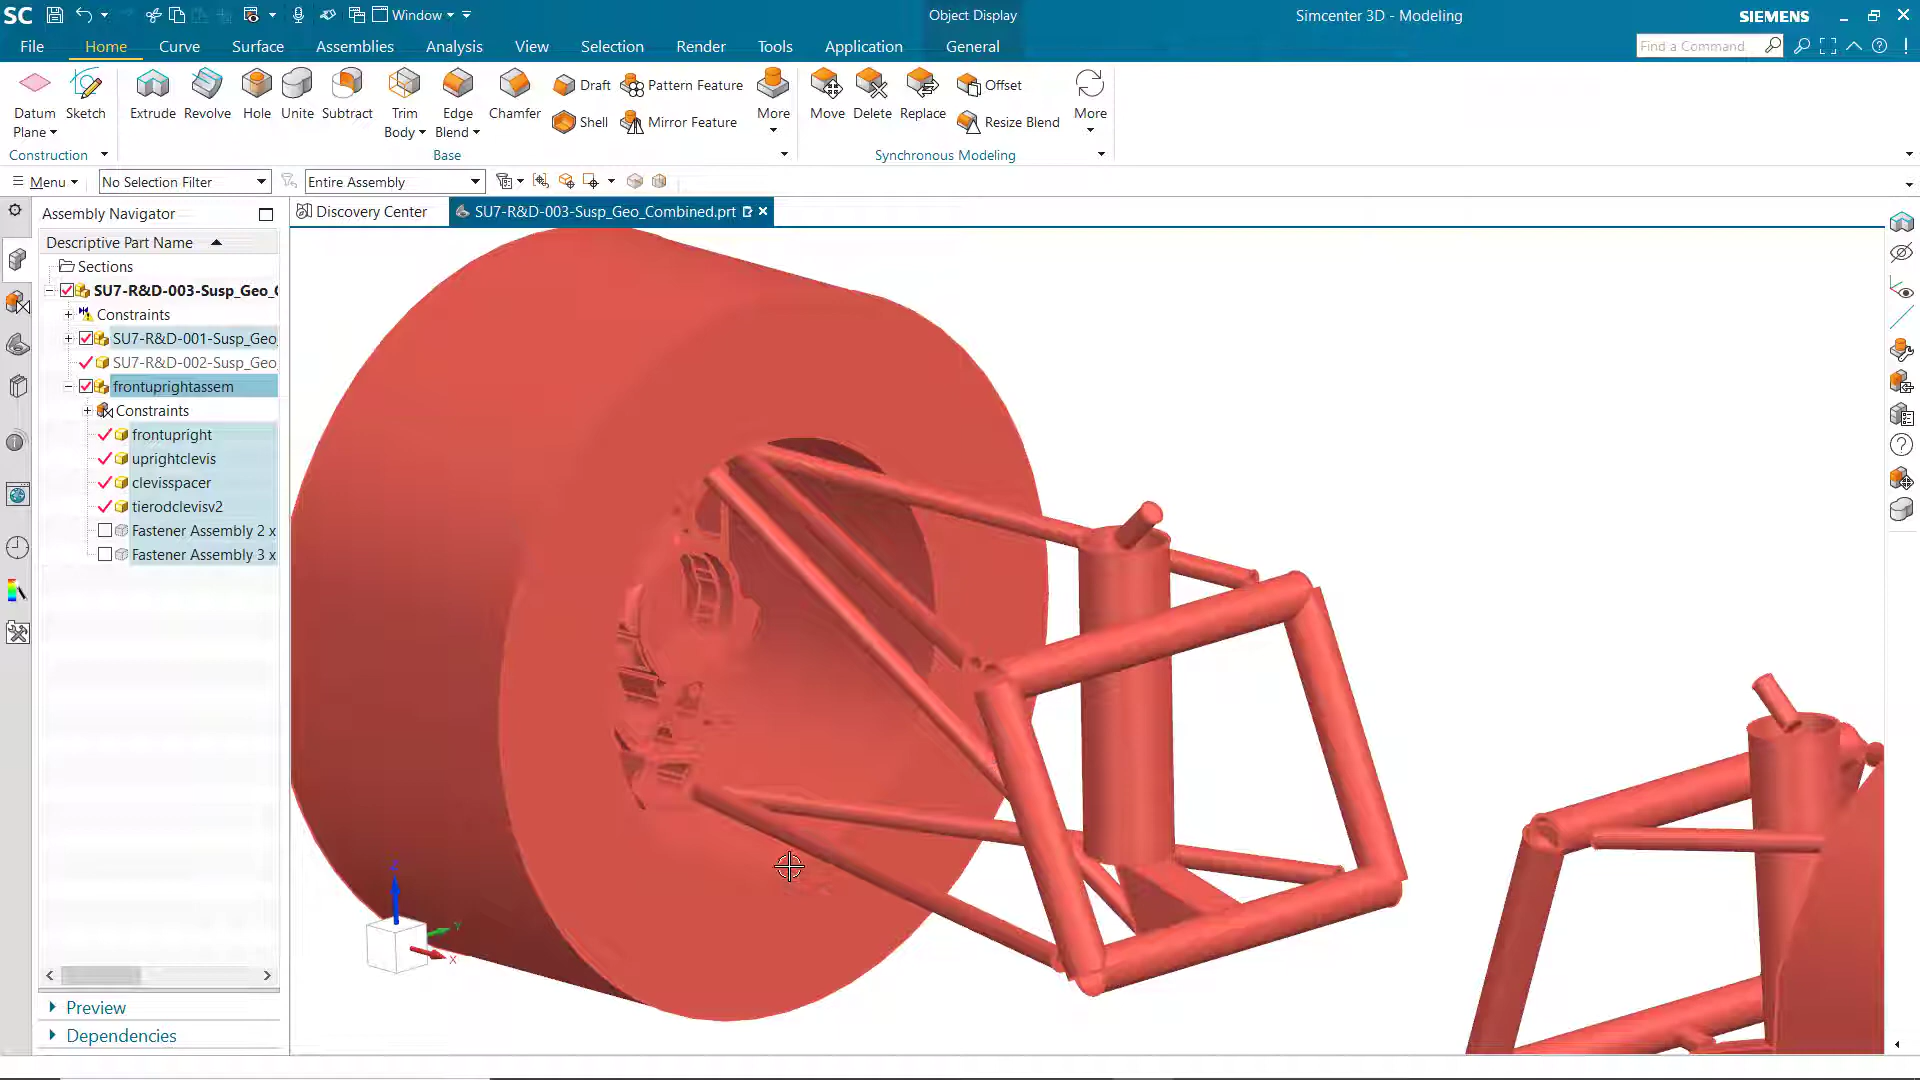 SC Window Object Display Simcenter 3D - Modeling SIEMENS
File Home Curve Surface Assemblies Analysis View Selection Render Tools Application General Find a Command
Datum Plane Sketch Extrude Revolve Hole Unite Subtract Trim Body Edge Blend Chamfer Draft Pattern Feature More Move Delete Replace Offset More
Shell Mirror Feature Resize Blend
Construction Base Synchronous Modeling
Menu No Selection Filter Entire Assembly
Assembly Navigator Discovery Center SU7-R&D-003-Susp_Geo_Combined.prt
Descriptive Part Name
Sections
SU7-R&D-003-Susp_Geo_
Constraints
SU7-R&D-001-Susp_Geo_
SU7-R&D-002-Susp_Geo_
frontuprightassem
Constraints
frontupright
uprightclevis
clevisspacer
tierodclevisv2
Fastener Assembly 2 x
Fastener Assembly 3 x
Z
Y
X
Preview
Dependencies